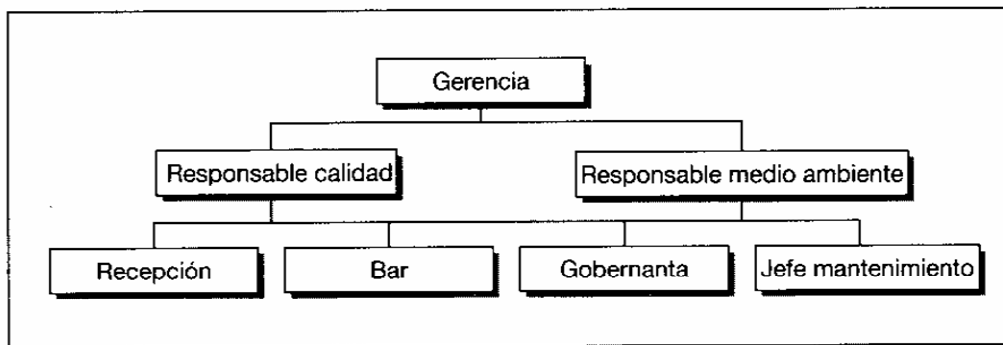 Gerencia
Responsable calidad
Responsable medio ambiente
Recepción
Bar
Gobernanta
Jefe mantenimiento